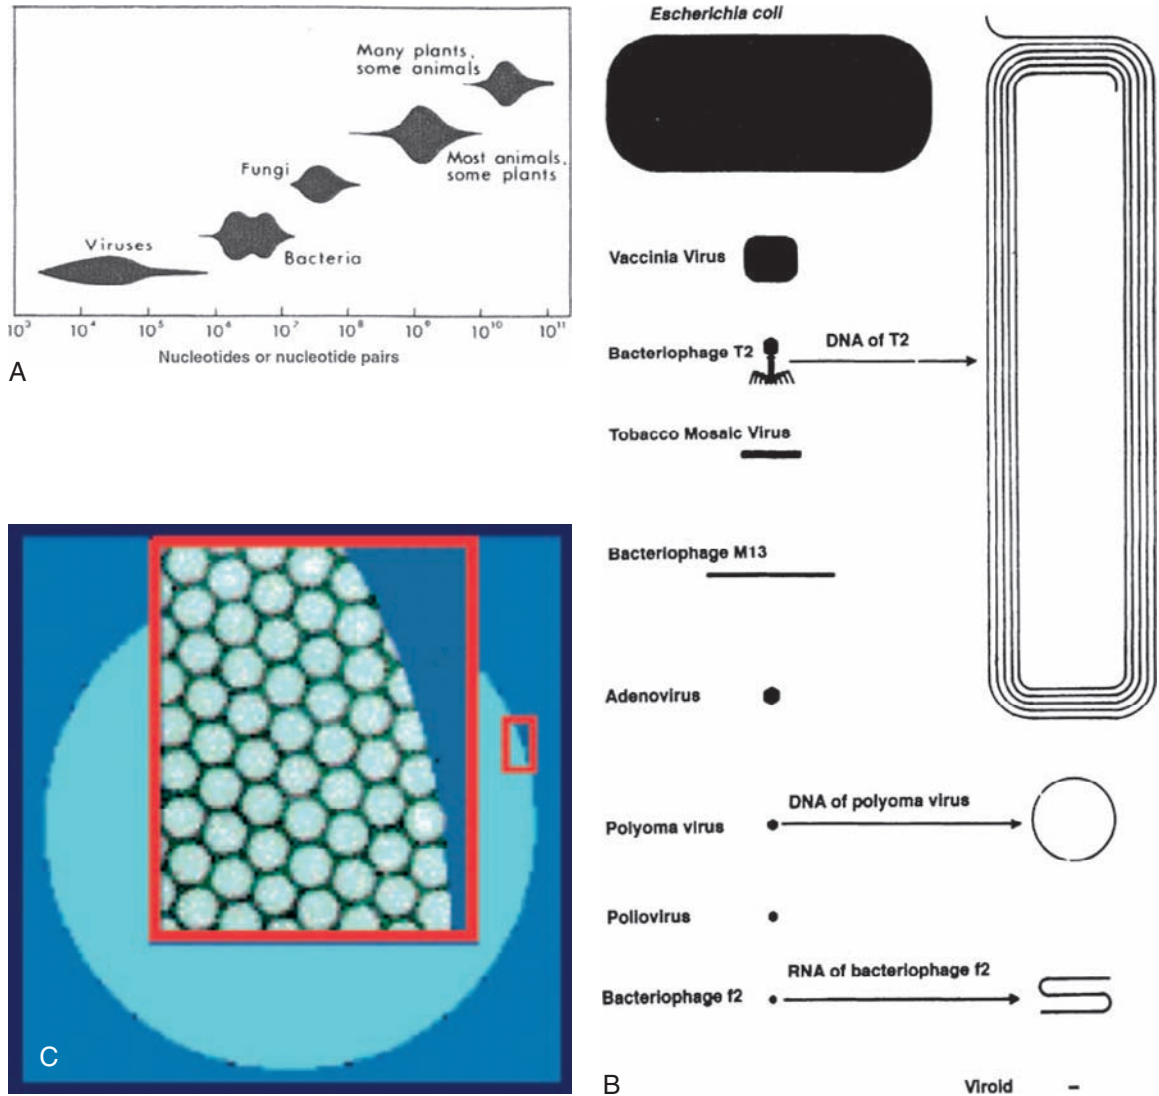 Many plants,
some animals
Most animals,
some plants
Fungi
Bacteria
Viruses
10³ 10⁴ 10⁵ 10⁶ 10⁷ 10⁸ 10⁹ 10¹⁰ 10¹¹
Nucleotides or nucleotide pairs
A
Escherichia coli
Vaccinia Virus
Bacteriophage T2
DNA of T2
Tobacco Mosaic Virus
Bacteriophage M13
Adenovirus
DNA of polyoma virus
Polyoma virus
Poliovirus
RNA of bacteriophage f2
Bacteriophage f2
Viroid
B
C